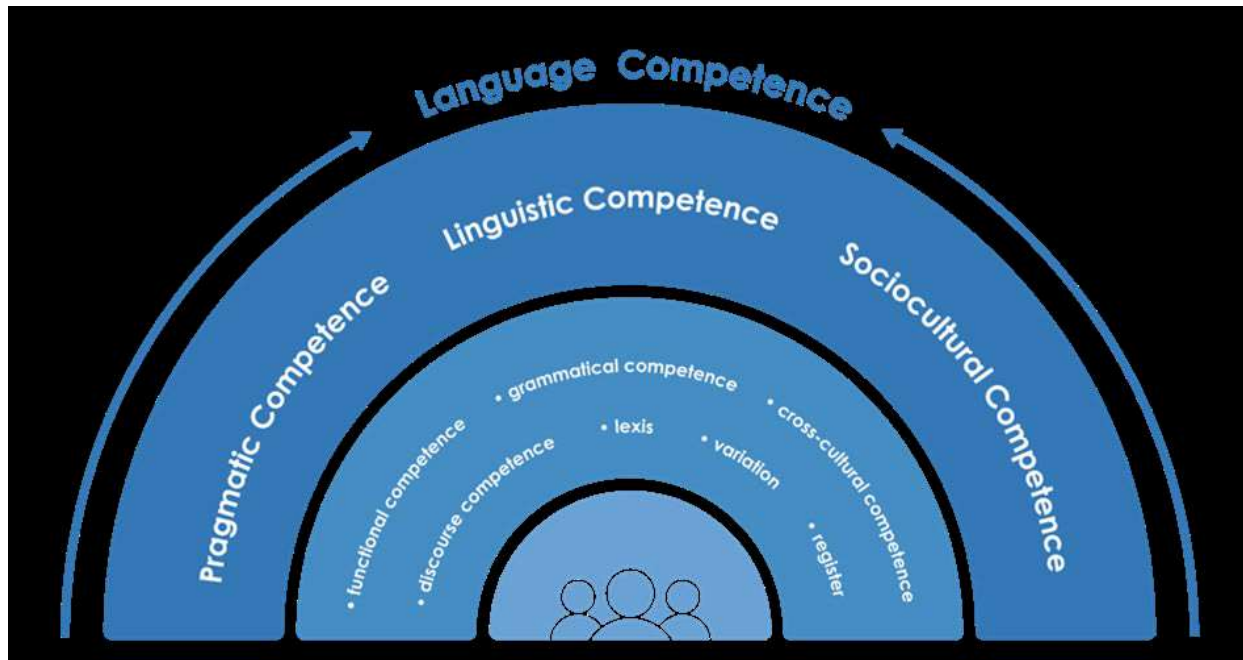 Language Competence
Pragmatic Competence
Linguistic Competence
Sociocultural Competence
• functional competence
• discourse competence
• grammatical competence
• lexis
• variation
• cross-cultural competence
• register